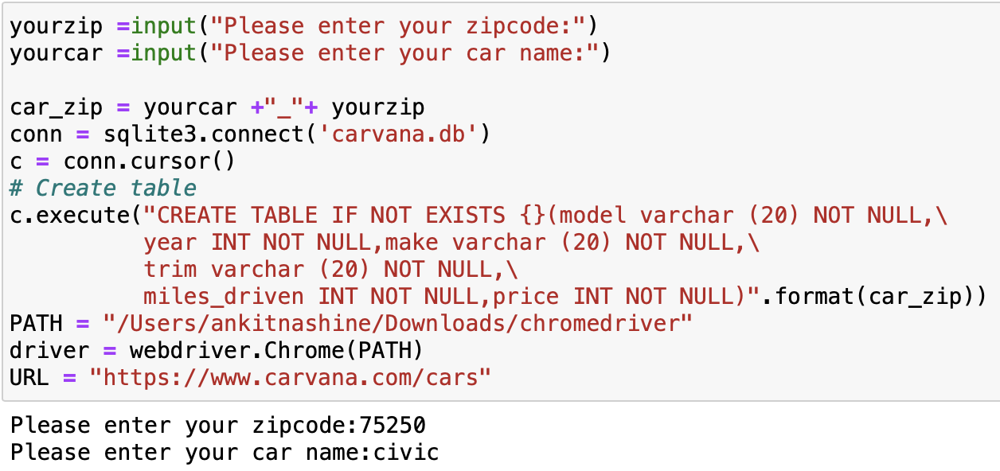 yourzip =input("Please enter your zipcode:")
yourcar =input("Please enter your car name:")
car_zip = yourcar +"_"+ yourzip
conn = sqlite3.connect('carvana.db')
c = conn.cursor()
# Create table
c.execute("CREATE TABLE IF NOT EXISTS {}(model varchar (20) NOT NULL,\
year INT NOT NULL,make varchar (20) NOT NULL,\
trim varchar (20) NOT NULL,\
miles_driven INT NOT NULL,price INT NOT NULL)".format(car_zip))
PATH = "/Users/ankitnashine/Downloads/chromedriver"
driver = webdriver.Chrome(PATH)
URL = "https://www.carvana.com/cars"
Please enter your zipcode:75250
Please enter your car name:civic